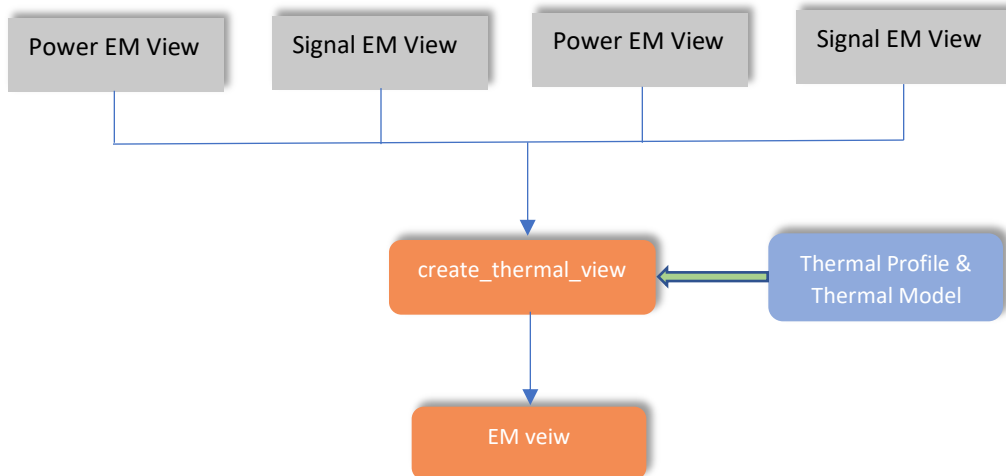 Power EM View
Signal EM View
Power EM View
Signal EM View
create_thermal_view
Thermal Profile &
Thermal Model
EM veiw